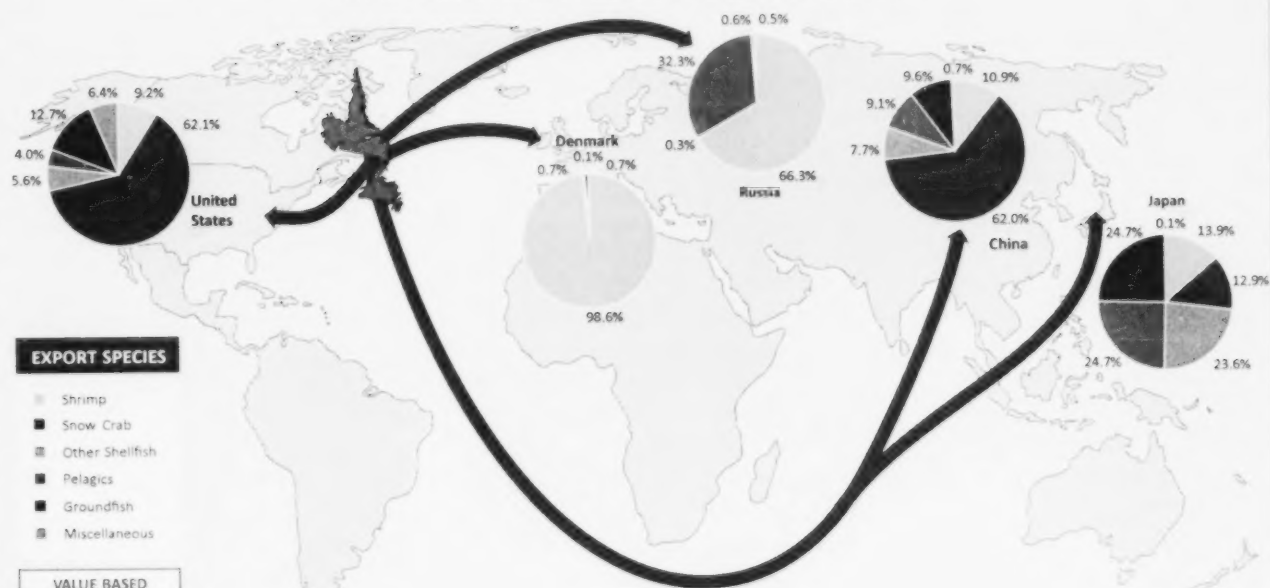 0.6%
0.5%
32.3%
0.3%
66.3%
Russia
6.4%
9.2%
12.7%
62.1%
4.0%
5.6%
United
States
Denmark
0.7%
0.1%
0.7%
98.6%
9.6%
0.7%
10.9%
9.1%
7.7%
62.0%
China
Japan
24.7%
0.1%
13.9%
12.9%
24.7%
23.6%
EXPORT SPECIES
Shrimp
Snow Crab
Other Shellfish
Pelagics
Groundfish
Miscellaneous
VALUE BASED